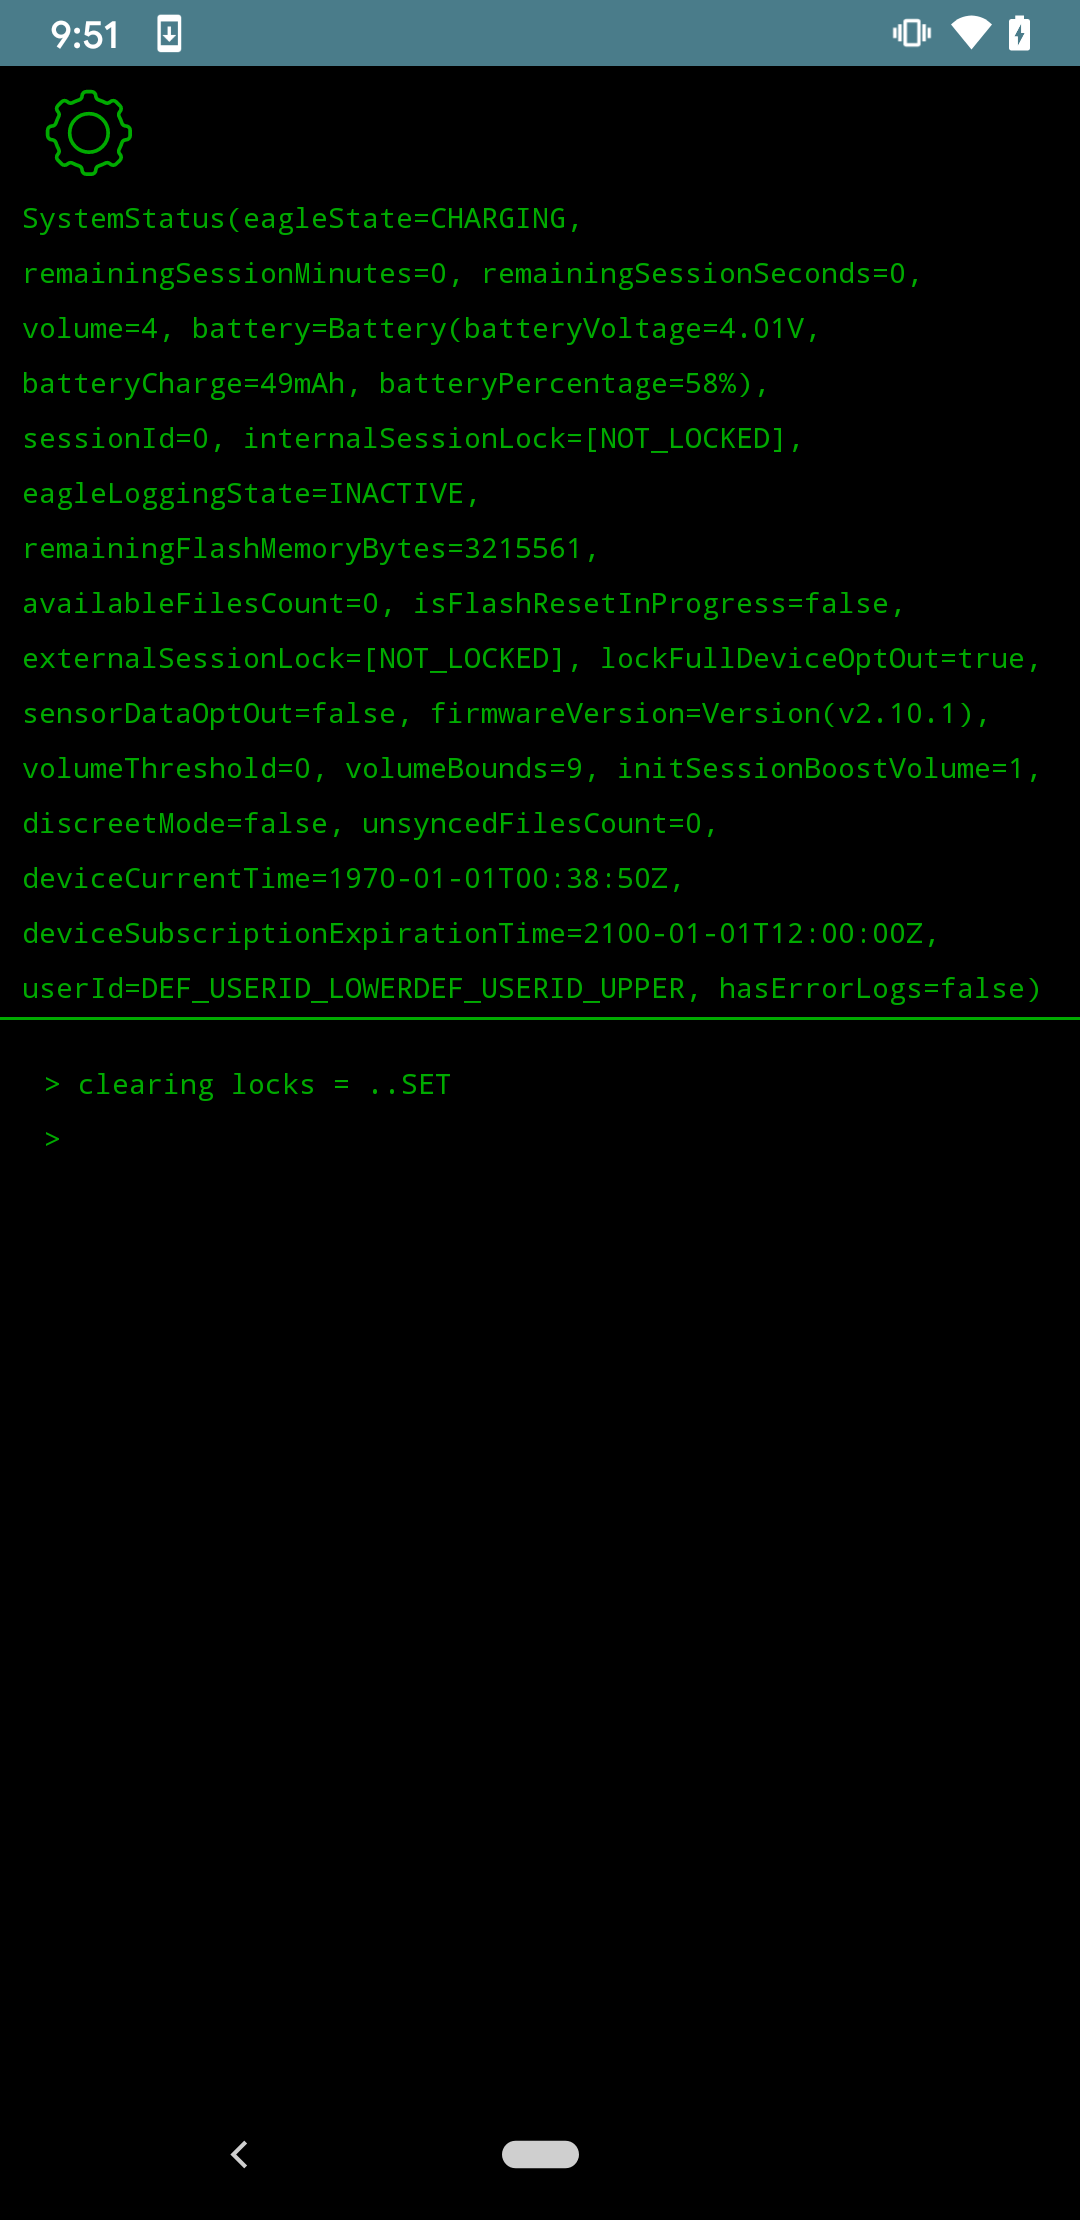 9:51
SystemStatus(eagleState=CHARGING,
remainingSessionMinutes=0, remainingSessionSeconds=0,
volume=4, battery=Battery(batteryVoltage=4.01V,
batteryCharge=49mAh, batteryPercentage=58%),
sessionId=0, internalSessionLock=[NOT_LOCKED],
eagleLoggingState=INACTIVE,
remainingFlashMemoryBytes=3215561,
availableFilesCount=0, isFlashResetInProgress=false,
externalSessionLock=[NOT_LOCKED], lockFullDeviceOptOut=true,
sensorDataOptOut=false, firmwareVersion=Version(v2.10.1),
volumeThreshold=0, volumeBounds=9, initSessionBoostVolume=1,
discreetMode=false, unsyncedFilesCount=0,
deviceCurrentTime=1970-01-01T00:38:50Z,
deviceSubscriptionExpirationTime=2100-01-01T12:00:00Z,
userId=DEF_USERID_LOWERDEF_USERID_UPPER, hasErrorLogs=false)
> clearing locks = ..SET
>